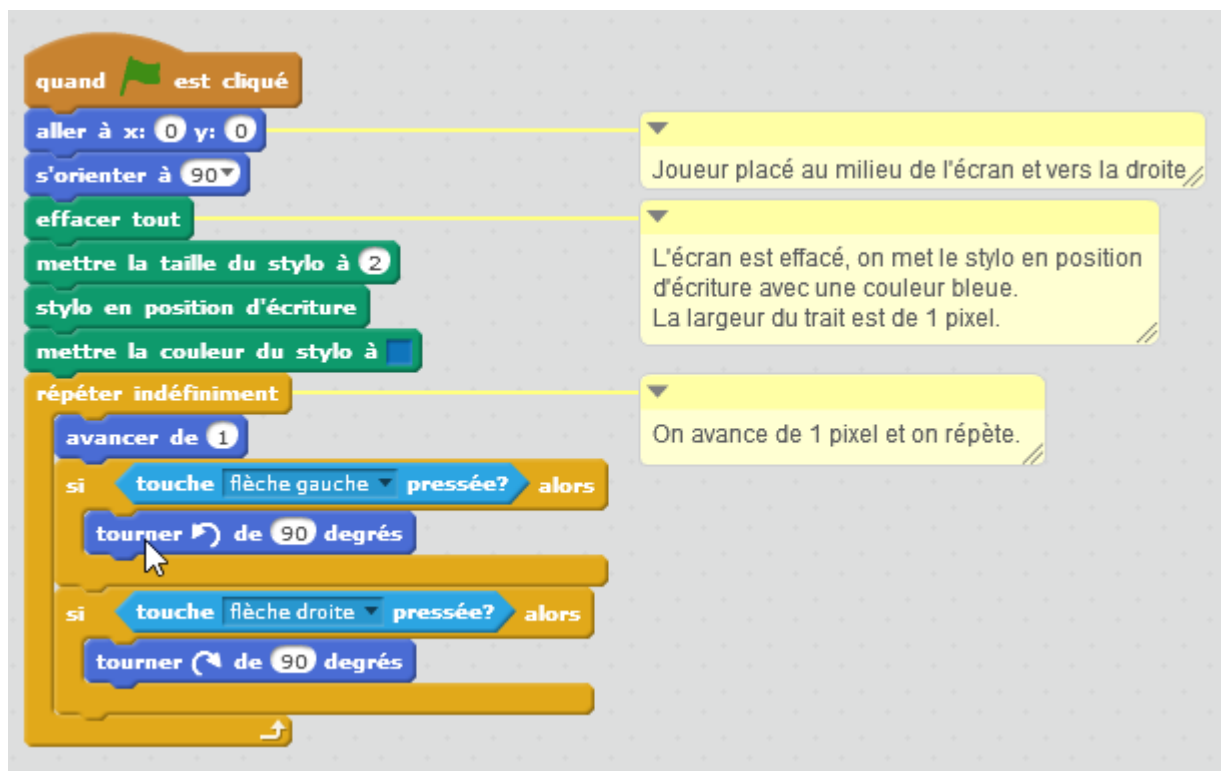 quand est cliqué
aller à x: 0 y: 0
Joueur placé au milieu de l'écran et vers la droite
s'orienter à 90
effacer tout
mettre la taille du stylo à 2
stylo en position d'écriture
mettre la couleur du stylo à
L'écran est effacé, on met le stylo en position
d'écriture avec une couleur bleue.
La largeur du trait est de 1 pixel.
répéter indéfiniment
On avance de 1 pixel et on répète.
avancer de 1
si touche flèche gauche pressée? alors
tourner de 90 degrés
si touche flèche droite pressée? alors
tourner de 90 degrés